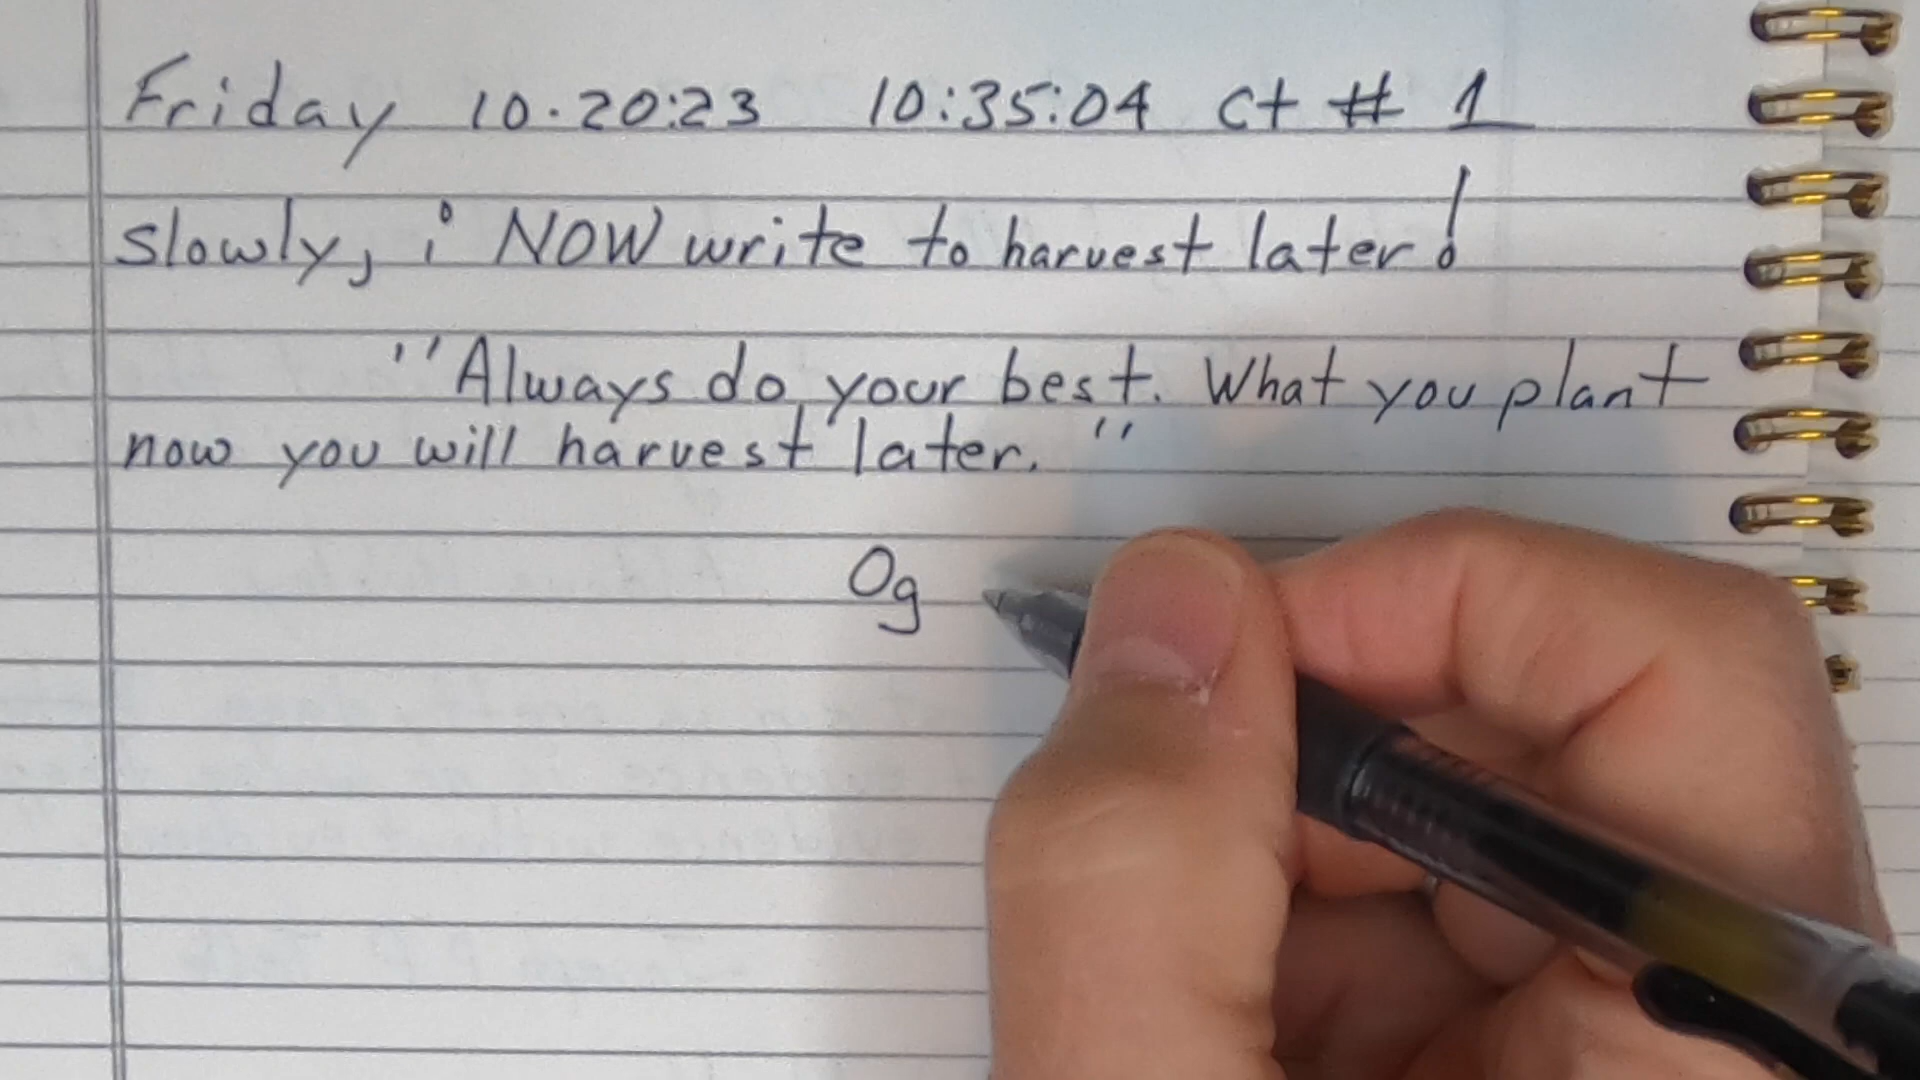 Friday 10.20:23 10:35:04 ct # 1
slowly, i NOW write to harvest later!
"Always do your best. What you plant
now you will harvest later."
Og